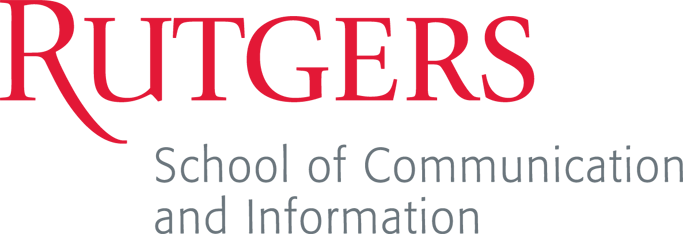 RUTGERS
School of Communication
and Information